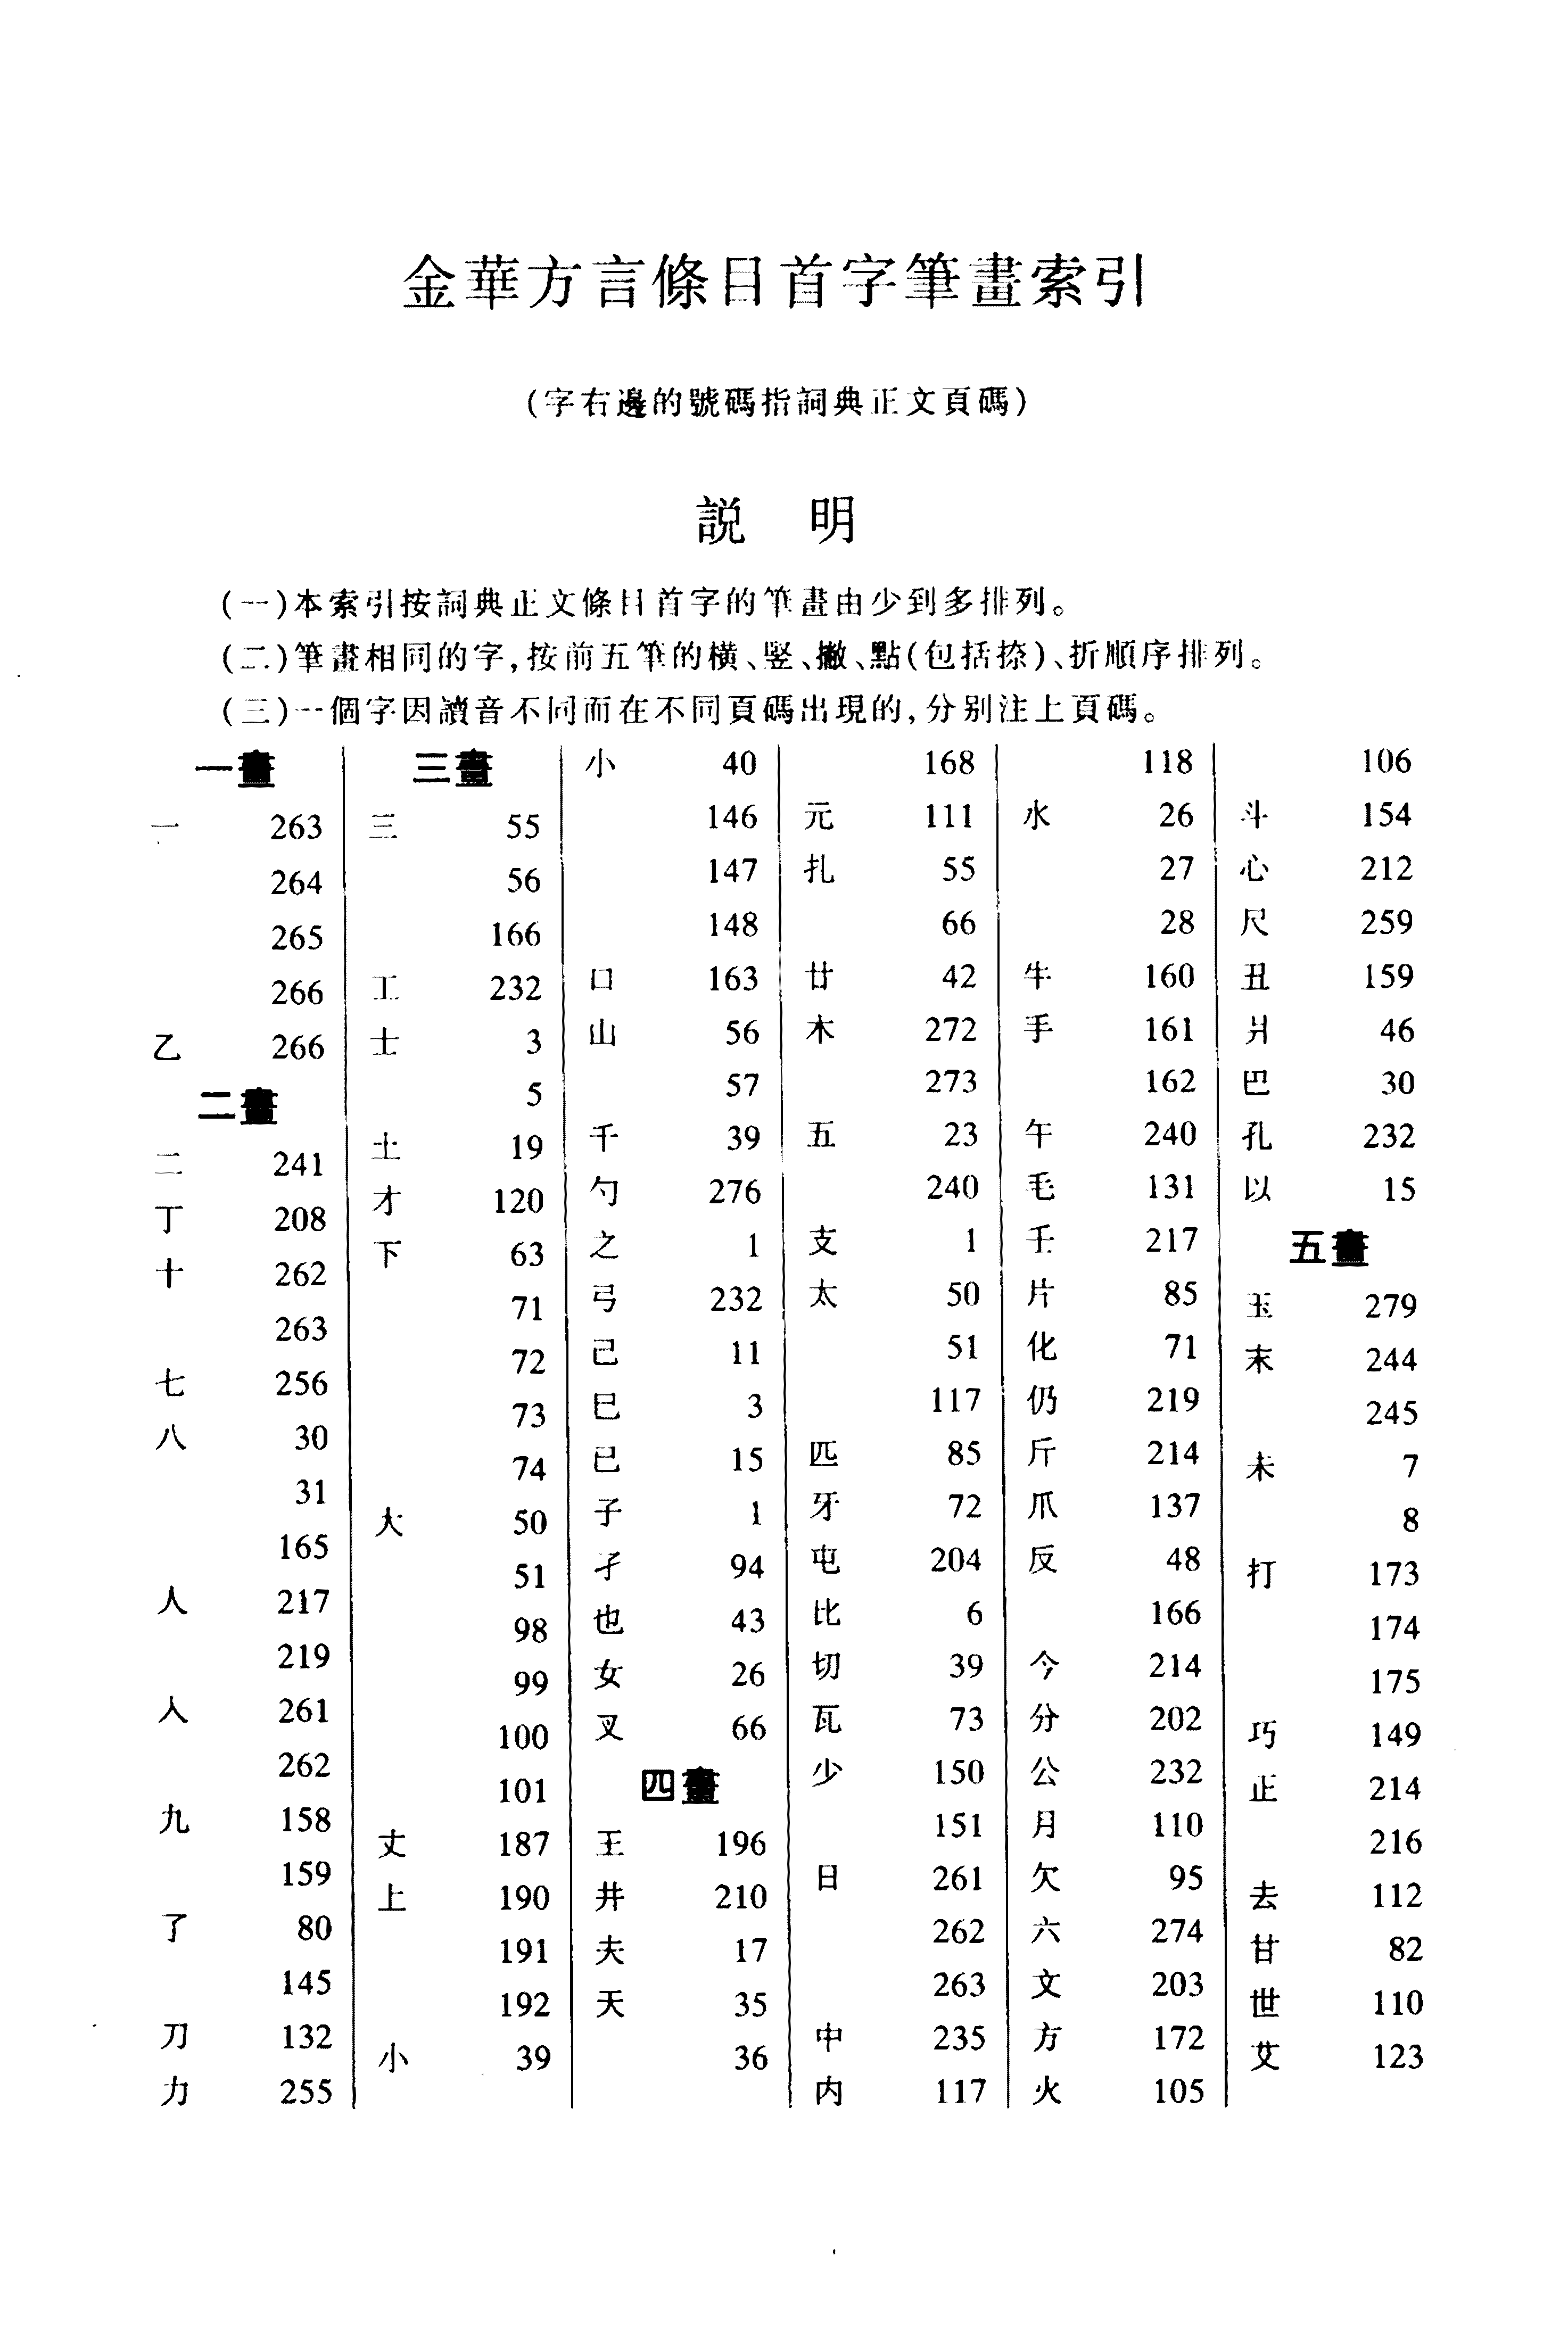 金華方言條目首字筆畫索引
(字右邊的號碼指詞典正文頁碼)
説 明
(一)本索引按詞典正文條目首字的筆畫由少到多排列。
(二)筆畫相同的字,按前五筆的橫、竪、撇、點(包括捺)、折順序排列。
(三)一個字因讀音不同而在不同頁碼出現的,分别注上頁碼。
一畫
一 263
264
265
266
乙 266
二畫
二 241
丁 208
十 262
263
七 256
八 30
31
165
人 217
219
入 261
262
九 158
159
了 80
145
刀 132
力 255
三畫
三 55
56
166
工 232
士 3
5
土 19
才 120
下 63
71
72
73
74
大 50
51
98
99
100
101
丈 187
上 190
191
192
小 39
小 40
146
147
148
口 163
山 56
57
千 39
勺 276
之 1
弓 232
己 11
巳 3
已 15
子 1
孑 94
也 43
女 26
叉 66
四畫
王 196
井 210
夫 17
天 35
36
168
元 111
扎 55
66
廿 42
木 272
273
五 23
240
支 1
太 50
51
117
匹 85
牙 72
屯 204
比 6
切 39
瓦 73
少 150
151
日 261
262
263
中 235
内 117
118
水 26
27
28
牛 160
手 161
162
午 240
毛 131
壬 217
片 85
化 71
仍 219
斤 214
爪 137
反 48
166
今 214
分 202
公 232
月 110
欠 95
六 274
文 203
方 172
火 105
106
斗 154
心 212
尺 259
丑 159
爿 46
巴 30
孔 232
以 15
五畫
玉 279
末 244
245
未 7
8
打 173
174
175
巧 149
正 214
216
去 112
甘 82
世 110
艾 123